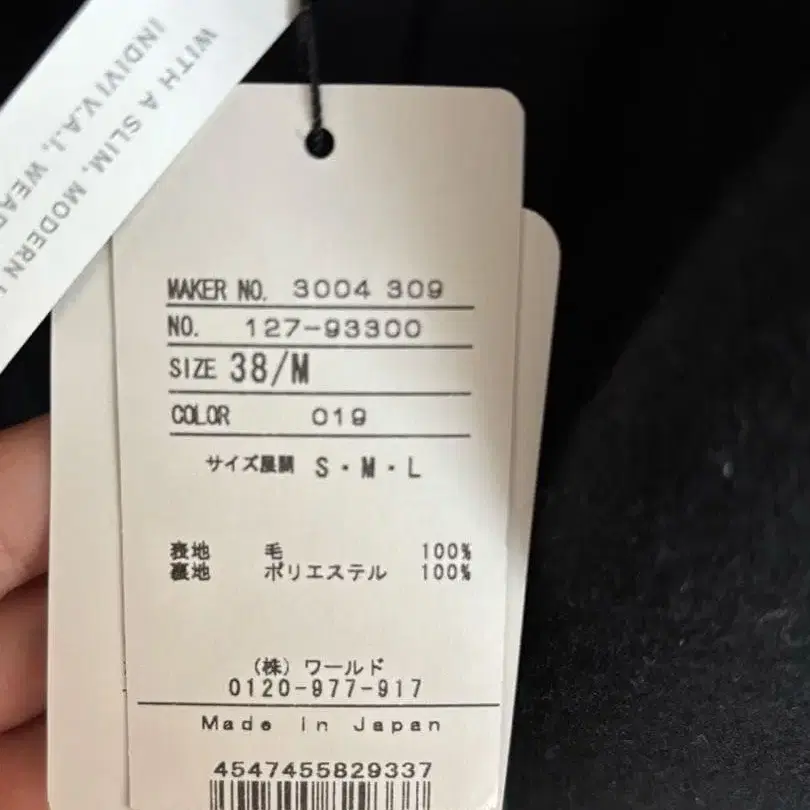 WITH A SLIM, MODERN
INDIVI V.A.I. WEAR
MAKER NO. 3004 309
NO. 127-93300
SIZE 38/M
COLOR 019
サイズ展開 S・M・L
表地 毛 100%
裏地 ポリエステル 100%
(株) ワールド
0120-977-917
Made in Japan
4547455829337